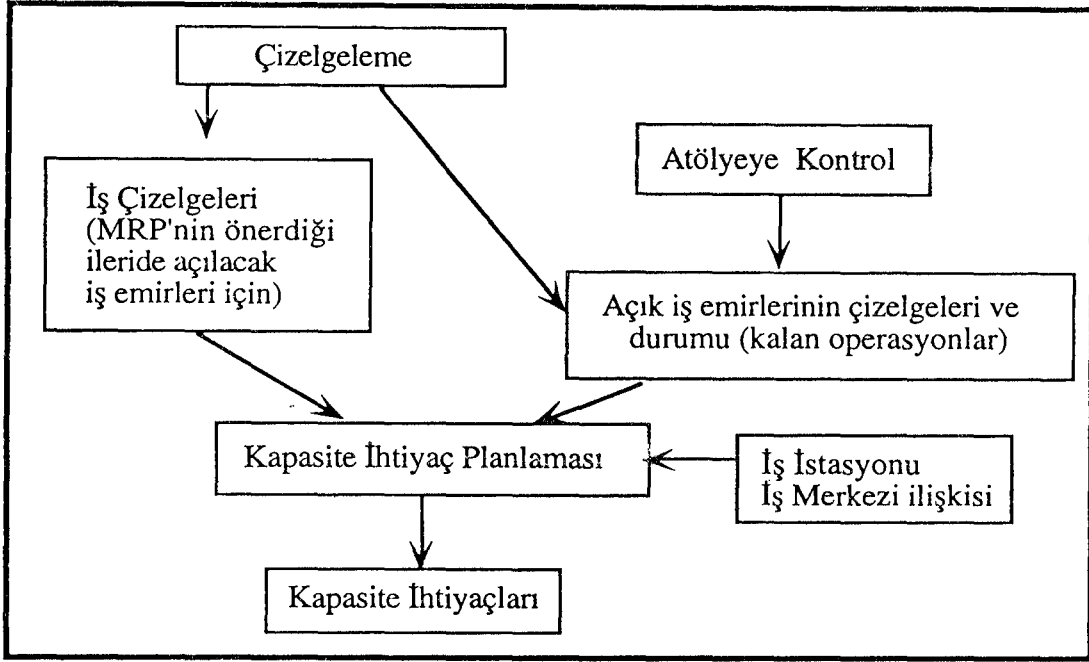 Çizelgeleme
Atölyeye Kontrol
İş Çizelgeleri
(MRP'nin önerdiği
ileride açılacak
iş emirleri için)
Açık iş emirlerinin çizelgeleri ve
durumu (kalan operasyonlar)
Kapasite İhtiyaç Planlaması
İş İstasyonu
İş Merkezi ilişkisi
Kapasite İhtiyaçları